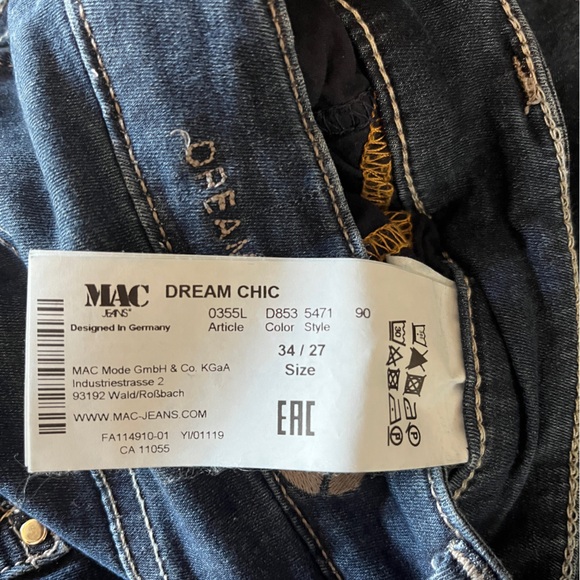 DREAM
MAC
JEANS®
DREAM CHIC
Designed in Germany
0355L D853 5471 90
Article Color Style
34 / 27
Size
MAC Mode GmbH & Co. KGaA
Industriestrasse 2
93192 Wald/Roßbach
WWW.MAC-JEANS.COM
FA114910-01 YI/01119
CA 11055
EAC
30
P